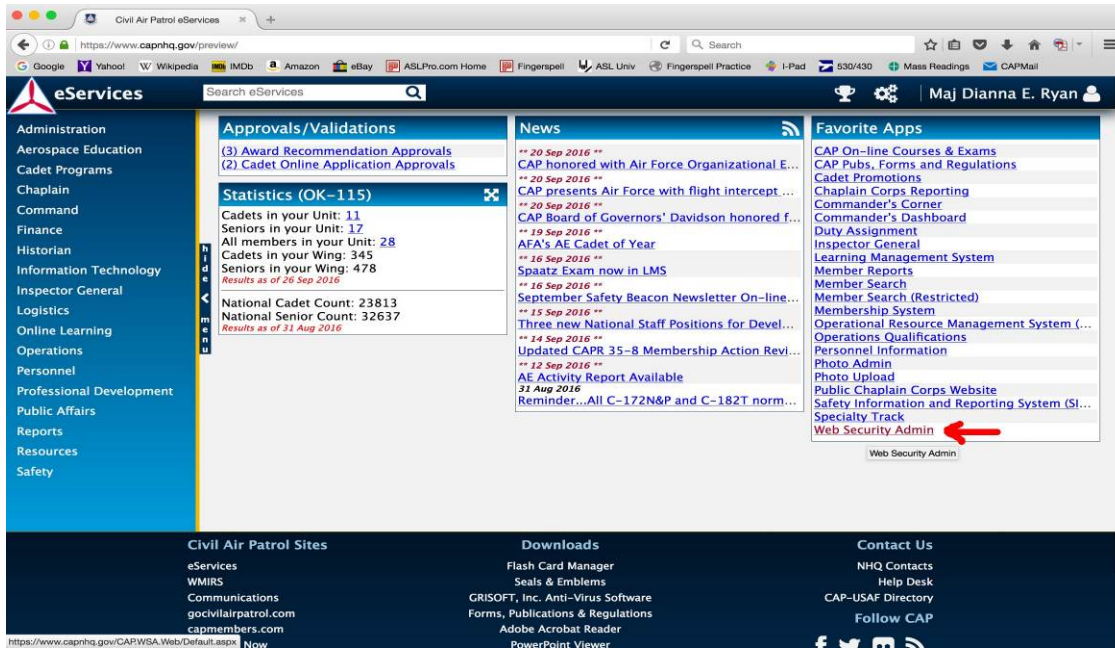 Civil Air Patrol eServices
https://www.capnhq.gov/preview/
Search
Google Yahoo! Wikipedia IMDb Amazon eBay ASLPro.com Home Fingerspell ASL Univ Fingerspell Practice I-Pad 530/430 Mass Readings CAPMail
eServices
Search eServices
Maj Dianna E. Ryan
Administration
Aerospace Education
Cadet Programs
Chaplain
Command
Finance
Historian
Information Technology
Inspector General
Logistics
Online Learning
Operations
Personnel
Professional Development
Public Affairs
Reports
Resources
Safety
hide menu
Approvals/Validations
(3) Award Recommendation Approvals
(2) Cadet Online Application Approvals
Statistics (OK-115)
Cadets in your Unit: 11
Seniors in your Unit: 17
All members in your Unit: 28
Cadets in your Wing: 345
Seniors in your Wing: 478
Results as of 26 Sep 2016
National Cadet Count: 23813
National Senior Count: 32637
Results as of 31 Aug 2016
News
** 20 Sep 2016 **
CAP honored with Air Force Organizational E...
** 20 Sep 2016 **
CAP presents Air Force with flight intercept ...
** 20 Sep 2016 **
CAP Board of Governors' Davidson honored f...
** 19 Sep 2016 **
AFA's AE Cadet of Year
** 16 Sep 2016 **
Spaatz Exam now in LMS
** 16 Sep 2016 **
September Safety Beacon Newsletter On-line...
** 15 Sep 2016 **
Three new National Staff Positions for Devel...
** 14 Sep 2016 **
Updated CAPR 35-8 Membership Action Revi...
** 12 Sep 2016 **
AE Activity Report Available
31 Aug 2016
Reminder...All C-172N&P and C-182T norm...
Favorite Apps
CAP On-line Courses & Exams
CAP Pubs, Forms and Regulations
Cadet Promotions
Chaplain Corps Reporting
Commander's Corner
Commander's Dashboard
Duty Assignment
Inspector General
Learning Management System
Member Reports
Member Search
Member Search (Restricted)
Membership System
Operational Resource Management System (...
Operations Qualifications
Personnel Information
Photo Admin
Photo Upload
Public Chaplain Corps Website
Safety Information and Reporting System (SI...
Specialty Track
Web Security Admin
Web Security Admin
Civil Air Patrol Sites
eServices
WMIRS
Communications
gocivilairpatrol.com
capmembers.com
Now
Downloads
Flash Card Manager
Seals & Emblems
GRISOFT, Inc. Anti-Virus Software
Forms, Publications & Regulations
Adobe Acrobat Reader
PowerPoint Viewer
Contact Us
NHQ Contacts
Help Desk
CAP-USAF Directory
Follow CAP
https://www.capnhq.gov/CAP.WSA.Web/Default.aspx